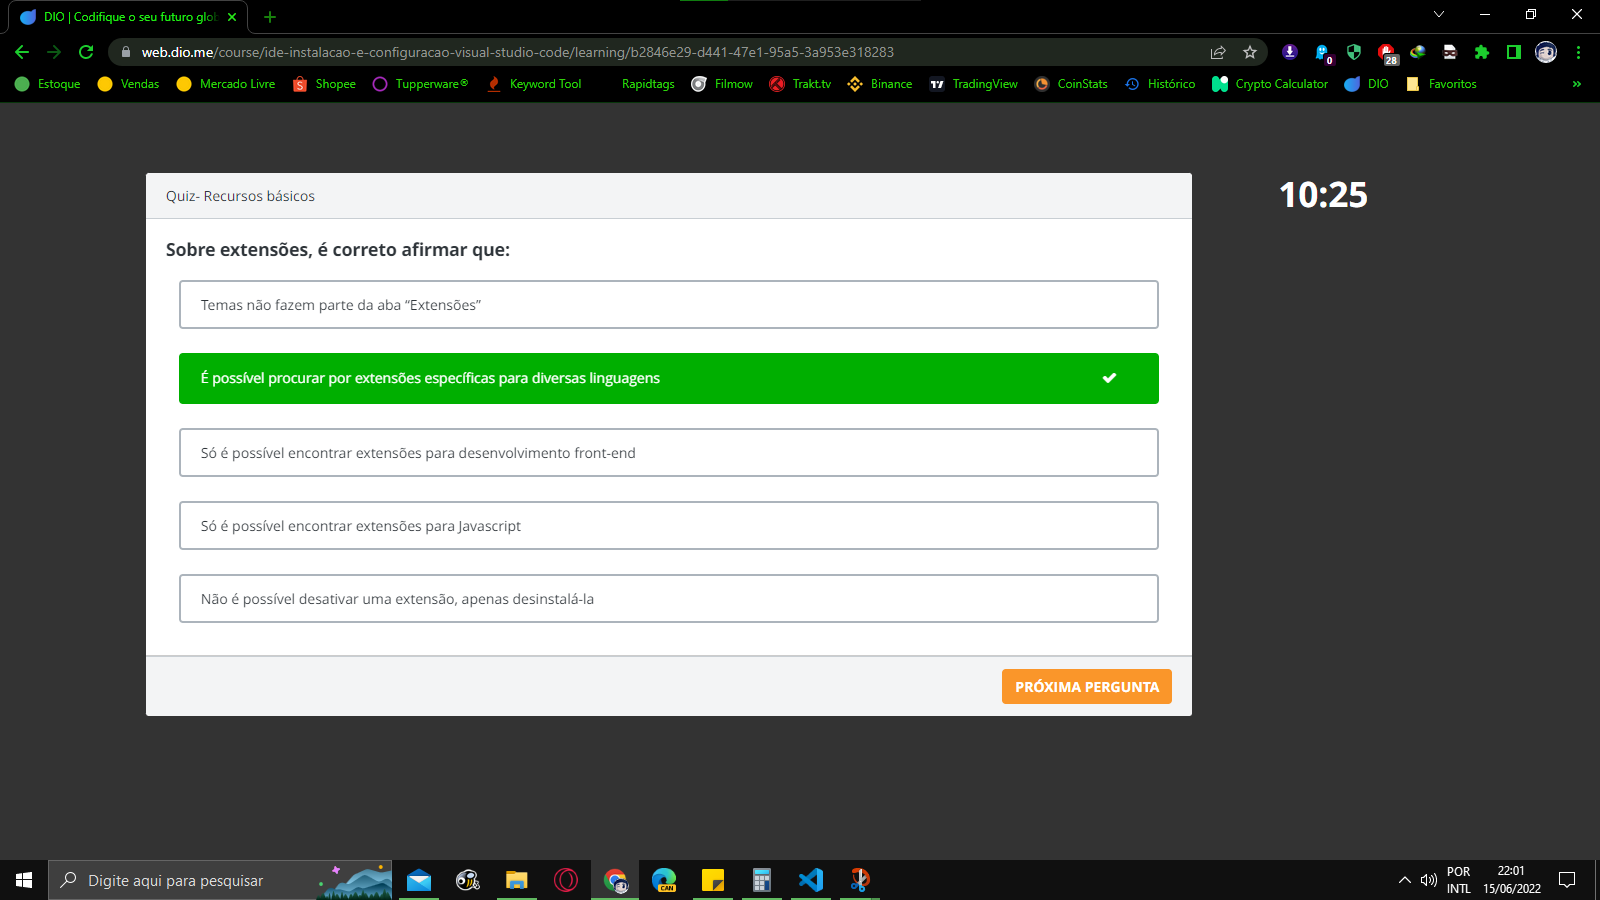 DIO | Codifique o seu futuro glob
web.dio.me/course/ide-instalacao-e-configuracao-visual-studio-code/learning/b2846e29-d441-47e1-95a5-3a953e318283
0
28
Estoque Vendas Mercado Livre Shopee Tupperware® Keyword Tool Rapidtags Filmow Trakt.tv Binance TradingView CoinStats Histórico Crypto Calculator DIO Favoritos »
Quiz- Recursos básicos
10:25
Sobre extensões, é correto afirmar que:
Temas não fazem parte da aba “Extensões”
É possível procurar por extensões específicas para diversas linguagens
Só é possível encontrar extensões para desenvolvimento front-end
Só é possível encontrar extensões para Javascript
Não é possível desativar uma extensão, apenas desinstalá-la
PRÓXIMA PERGUNTA
Digite aqui para pesquisar
CAN
POR
INTL
22:01
15/06/2022